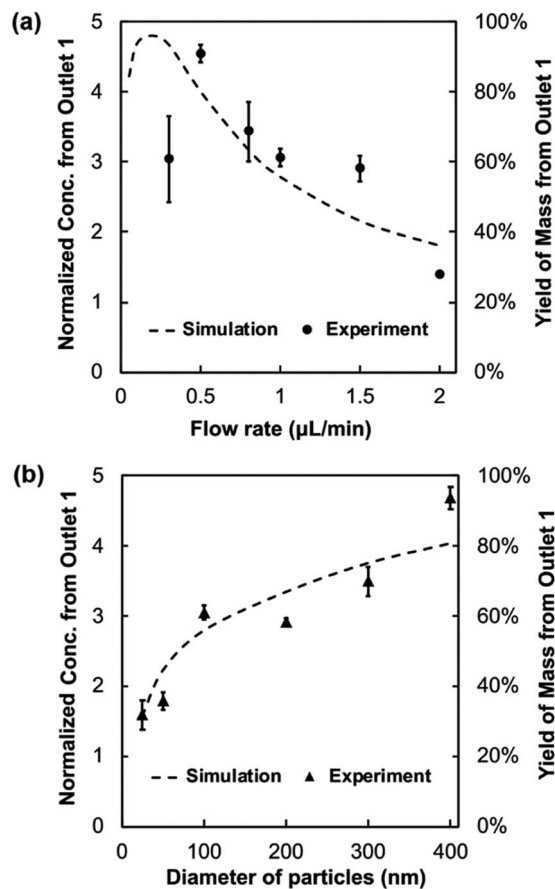 (a)
Normalized Conc. from Outlet 1
5
4
3
2
1
0
100%
80%
60%
40%
20%
0%
Yield of Mass from Outlet 1
Simulation
Experiment
0
0.5
1
1.5
2
Flow rate (µL/min)
(b)
Normalized Conc. from Outlet 1
5
4
3
2
1
0
100%
80%
60%
40%
20%
0%
Yield of Mass from Outlet 1
Simulation
Experiment
0
100
200
300
400
Diameter of particles (nm)